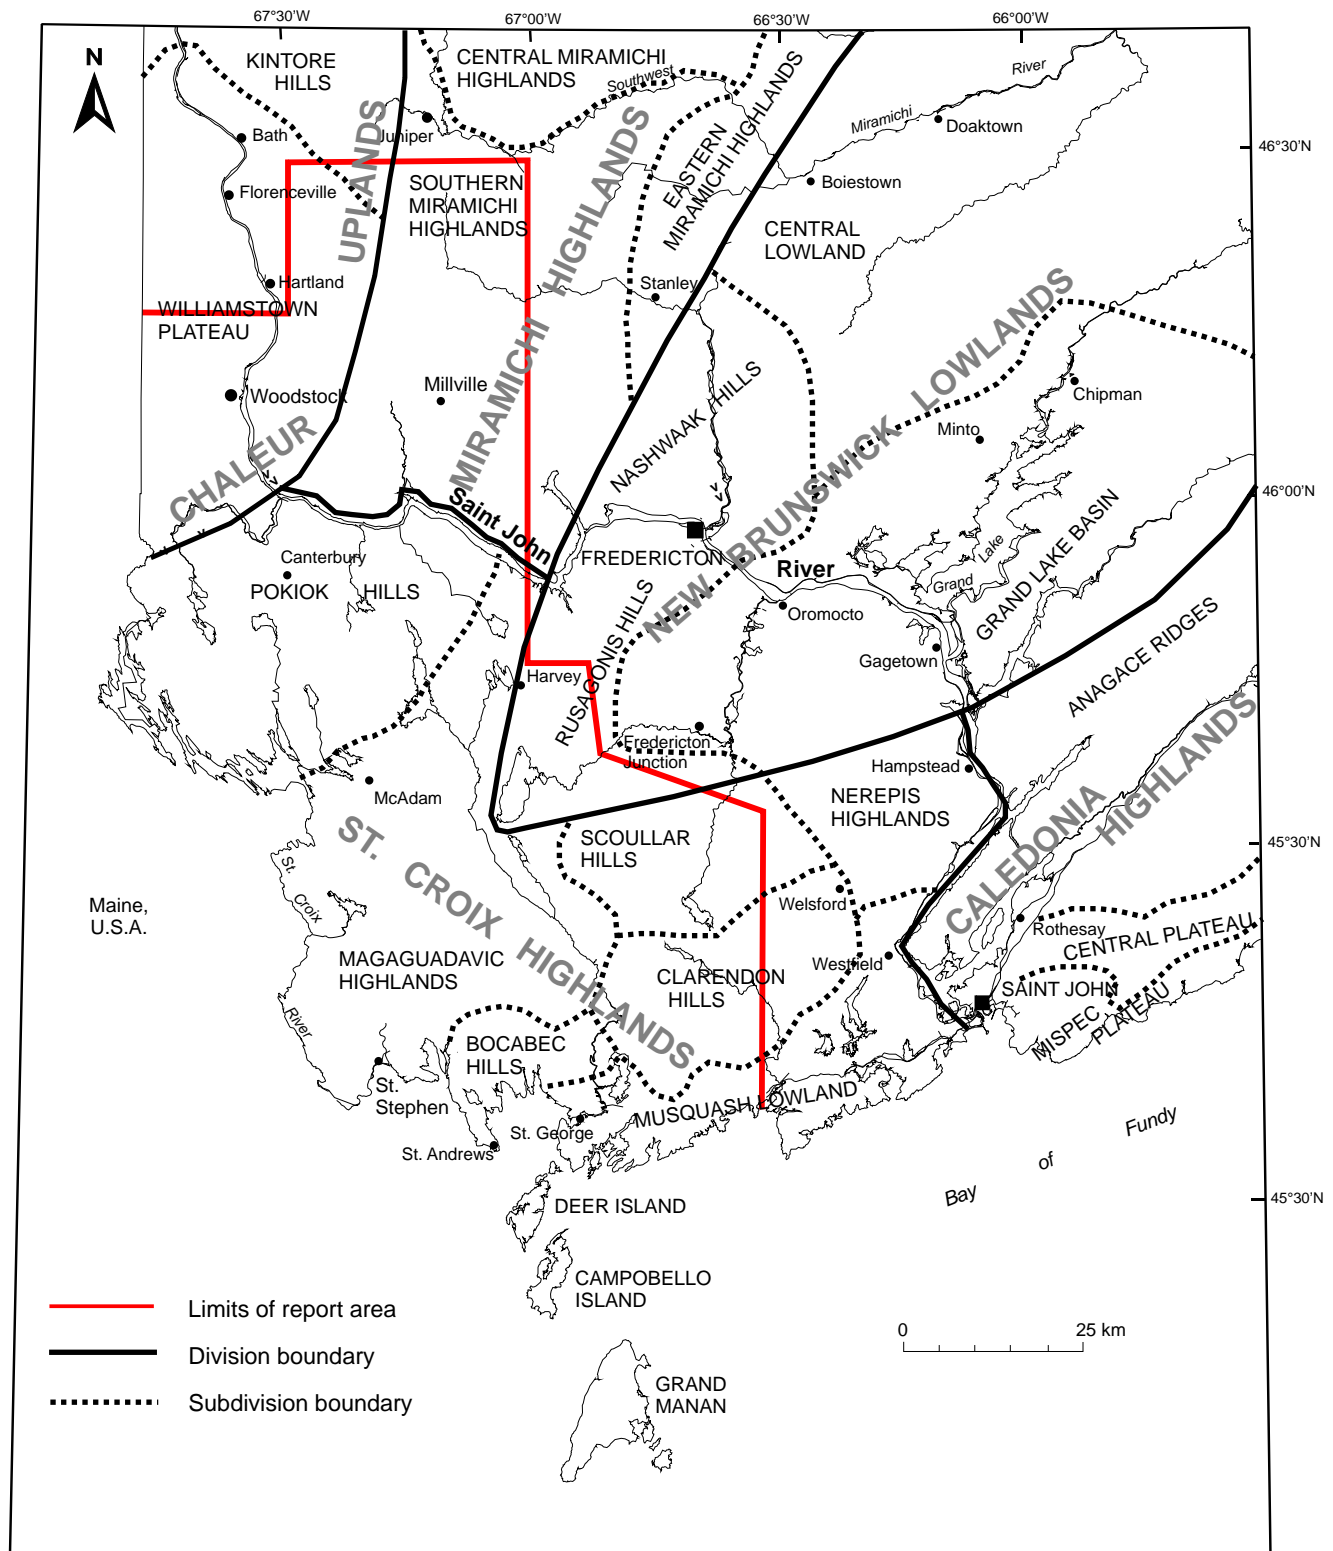 67°30'W
67°00'W
66°30'W
66°00'W
N
KINTORE
HILLS
CENTRAL MIRAMICHI
HIGHLANDS
Southwest
Miramichi
River
EASTERN
MIRAMICHI HIGHLANDS
Bath
Juniper
Doaktown
46°30'N
UPLANDS
Florenceville
SOUTHERN
MIRAMICHI
HIGHLANDS
Boiestown
CENTRAL
LOWLAND
Hartland
Stanley
WILLIAMSTOWN
PLATEAU
MIRAMICHI HIGHLANDS
Woodstock
Millville
Chipman
Minto
CHALEUR
NASHWAAK HILLS
NEW BRUNSWICK LOWLANDS
46°00'N
Saint John
FREDERICTON
River
Canterbury
POKIOK HILLS
Grand Lake
GRAND LAKE BASIN
Oromocto
Gagetown
RUSAGONIS HILLS
ANAGACE RIDGES
Harvey
Fredericton
Junction
Hampstead
McAdam
NEREPIS
HIGHLANDS
CALEDONIA HIGHLANDS
SCOULLAR
HILLS
45°30'N
ST. CROIX HIGHLANDS
St.
Croix
River
Maine,
U.S.A.
Welsford
Rothesay
CENTRAL PLATEAU
MAGAGUADAVIC
HIGHLANDS
Westfield
CLARENDON
HILLS
SAINT JOHN
MISPEC
PLATEAU
BOCABEC
HILLS
St.
Stephen
MUSQUASH LOWLAND
St. George
St. Andrews
Bay of Fundy
DEER ISLAND
45°30'N
CAMPOBELLO
ISLAND
Limits of report area
Division boundary
Subdivision boundary
0 25 km
GRAND
MANAN